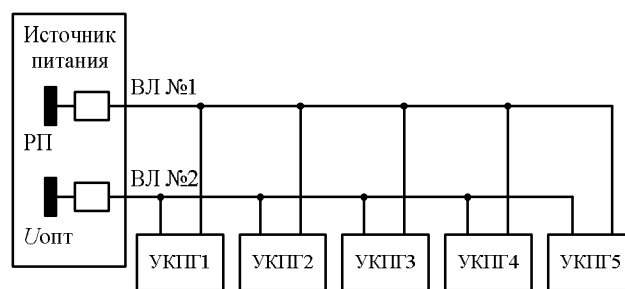 Источник
питания
ВЛ №1
РП
ВЛ №2
Uопт
УКПГ1 УКПГ2 УКПГ3 УКПГ4 УКПГ5